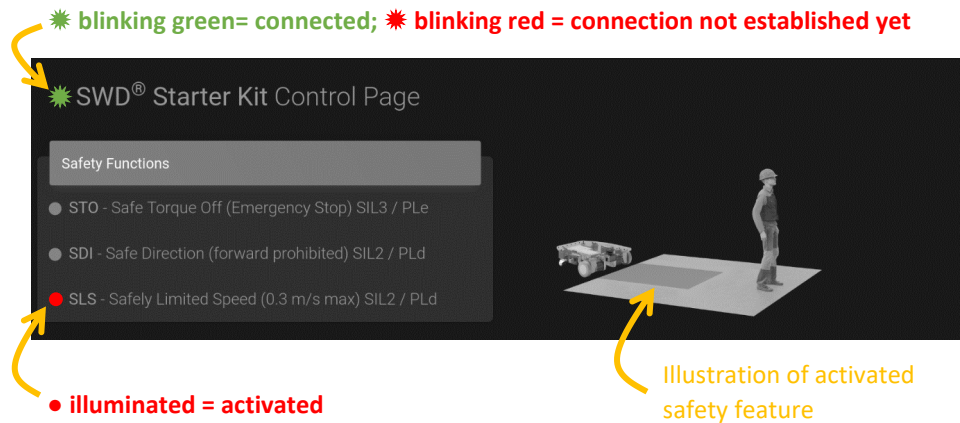 ✹ blinking green= connected; ✹ blinking red = connection not established yet
SWD® Starter Kit Control Page
Safety Functions
STO - Safe Torque Off (Emergency Stop) SIL3 / PLe
SDI - Safe Direction (forward prohibited) SIL2 / PLd
SLS - Safely Limited Speed (0.3 m/s max) SIL2 / PLd
Illustration of activated
safety feature
● illuminated = activated